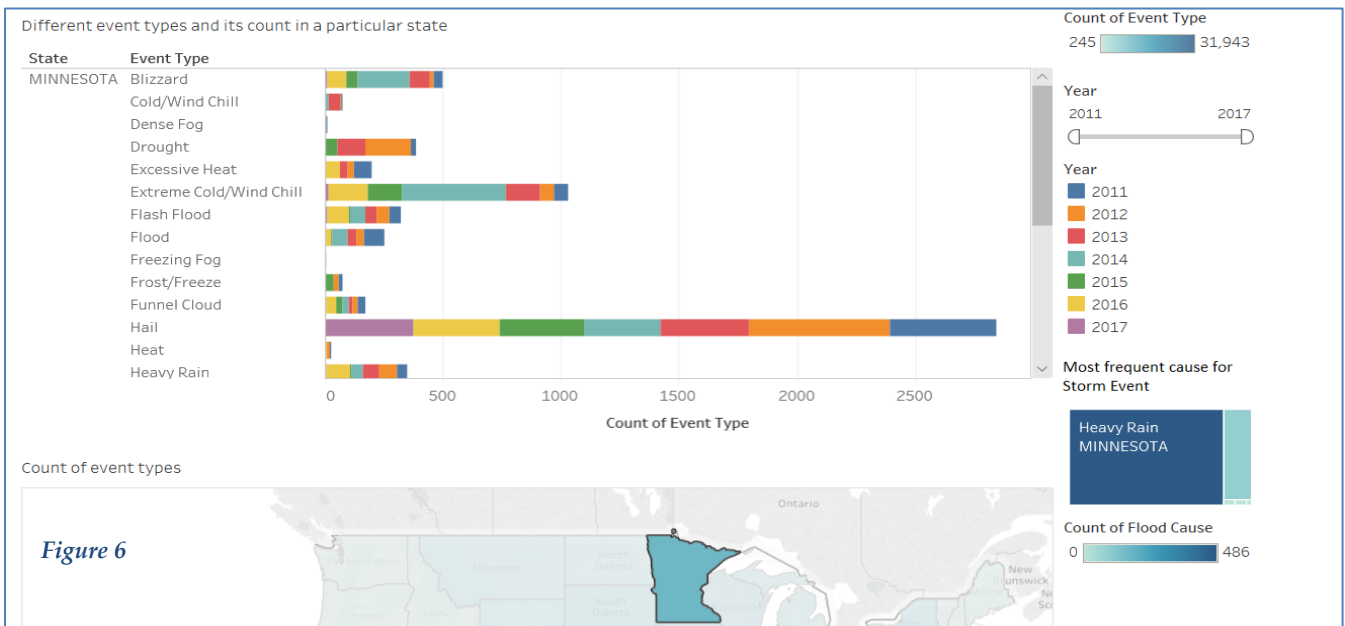 Different event types and its count in a particular state
State Event Type
MINNESOTA Blizzard
Cold/Wind Chill
Dense Fog
Drought
Excessive Heat
Extreme Cold/Wind Chill
Flash Flood
Flood
Freezing Fog
Frost/Freeze
Funnel Cloud
Hail
Heat
Heavy Rain
0 500 1000 1500 2000 2500
Count of Event Type
Count of Event Type
245 31,943
Year
2011 2017
Year
2011
2012
2013
2014
2015
2016
2017
Most frequent cause for
Storm Event
Heavy Rain
MINNESOTA
Count of Flood Cause
0 486
Count of event types
Figure 6
Ontario
Washington
Montana
North
Dakota
South
Dakota
Oregon
Idaho
Wisconsin
Maine
New
Brunswick